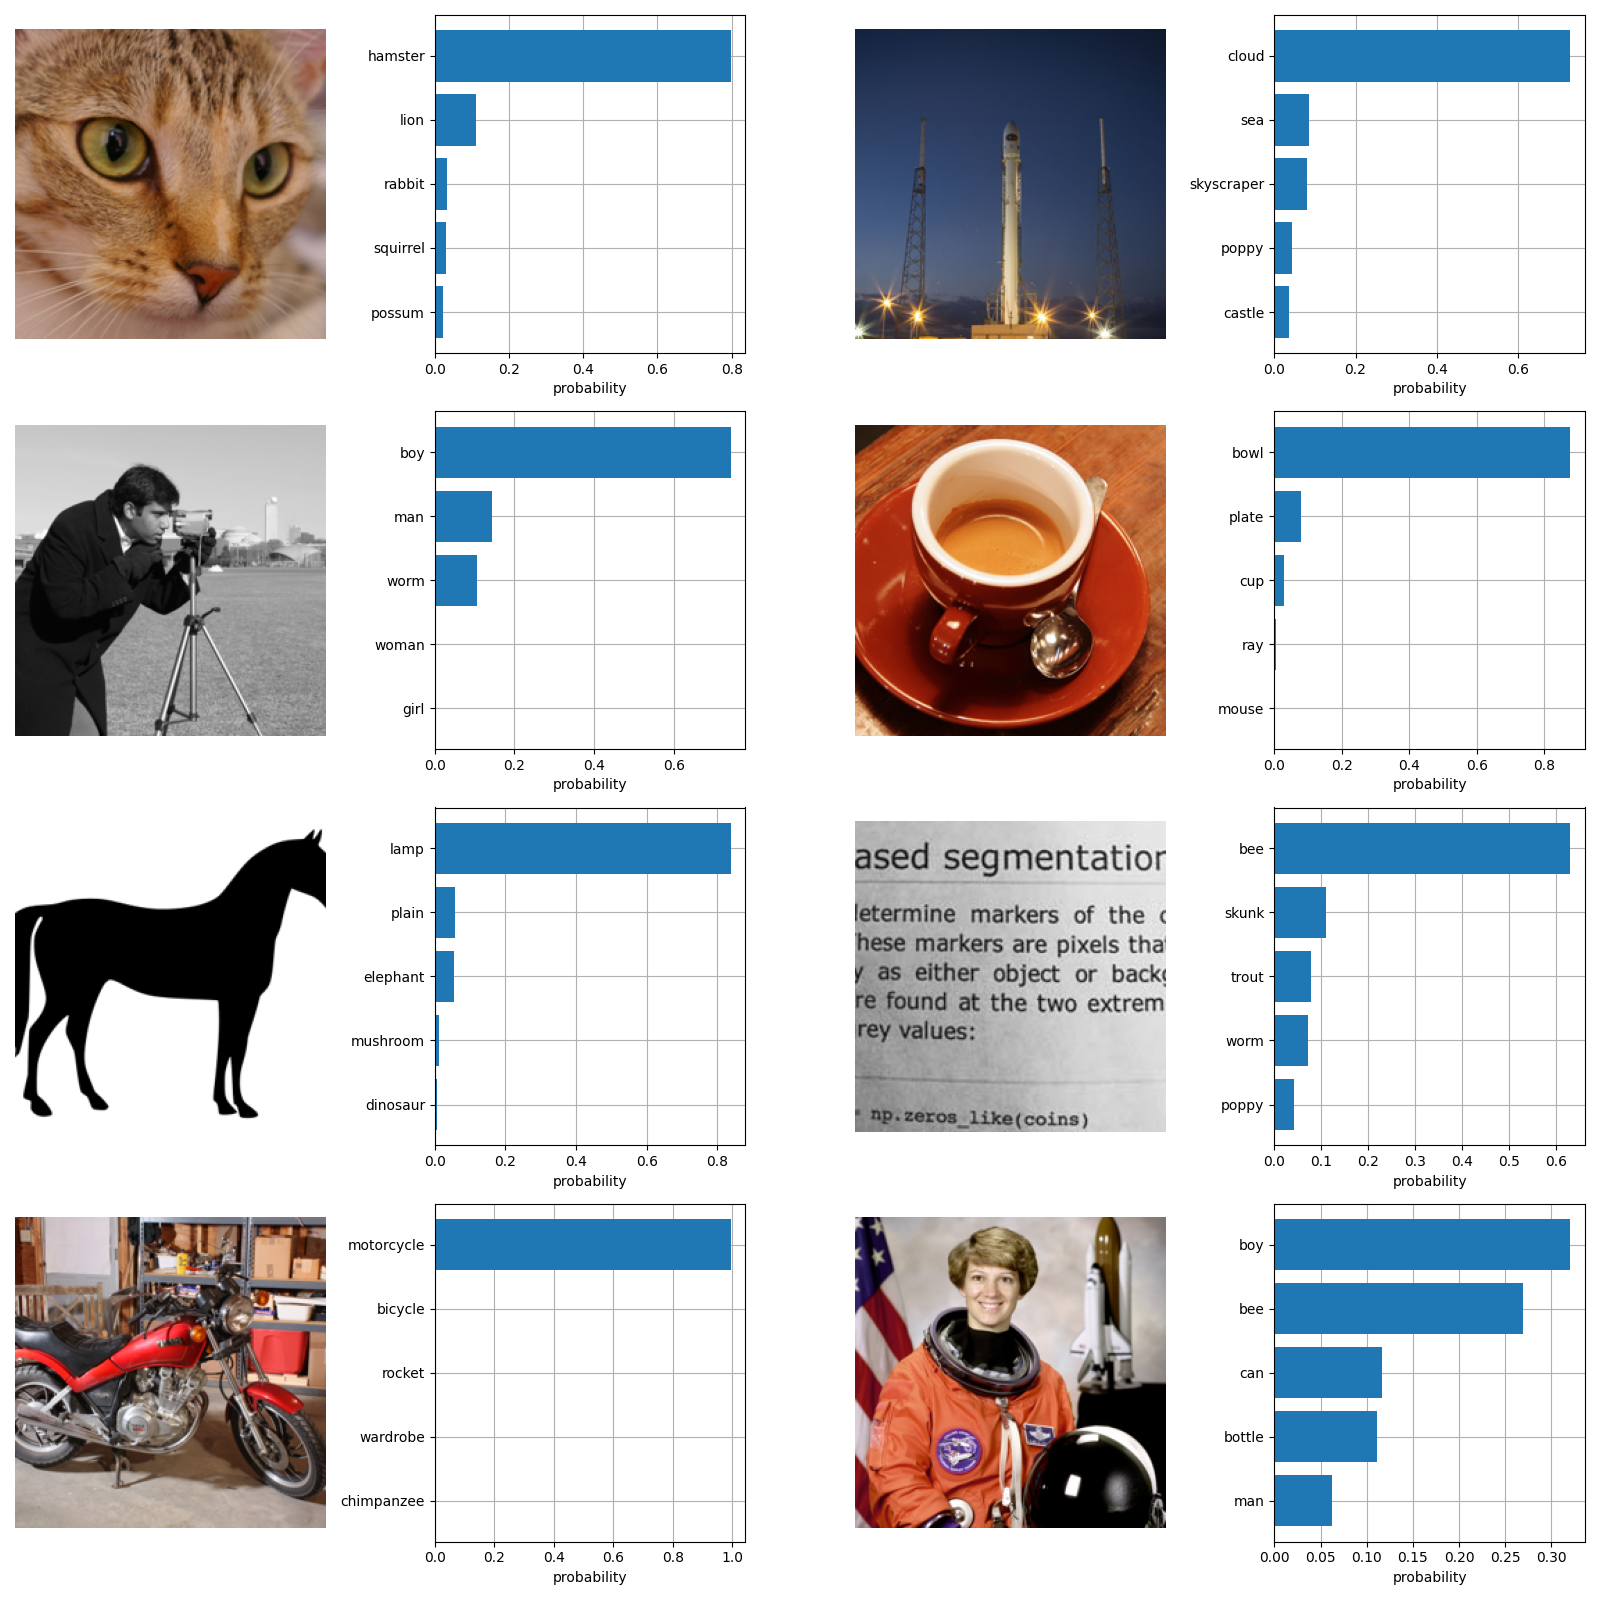 hamster
lion
rabbit
squirrel
possum
0.0 0.2 0.4 0.6 0.8
probability
cloud
sea
skyscraper
poppy
castle
0.0 0.2 0.4 0.6
probability
boy
man
worm
woman
girl
0.0 0.2 0.4 0.6
probability
bowl
plate
cup
ray
mouse
0.0 0.2 0.4 0.6 0.8
probability
lamp
plain
elephant
mushroom
dinosaur
0.0 0.2 0.4 0.6 0.8
probability
ased segmentation
etermine markers of the
hese markers are pixels that
y as either object or backg
re found at the two extrem
rey values:
= np.zeros_like(coins)
bee
skunk
trout
worm
poppy
0.0 0.1 0.2 0.3 0.4 0.5 0.6
probability
motorcycle
bicycle
rocket
wardrobe
chimpanzee
0.0 0.2 0.4 0.6 0.8 1.0
probability
boy
bee
can
bottle
man
0.00 0.05 0.10 0.15 0.20 0.25 0.30
probability